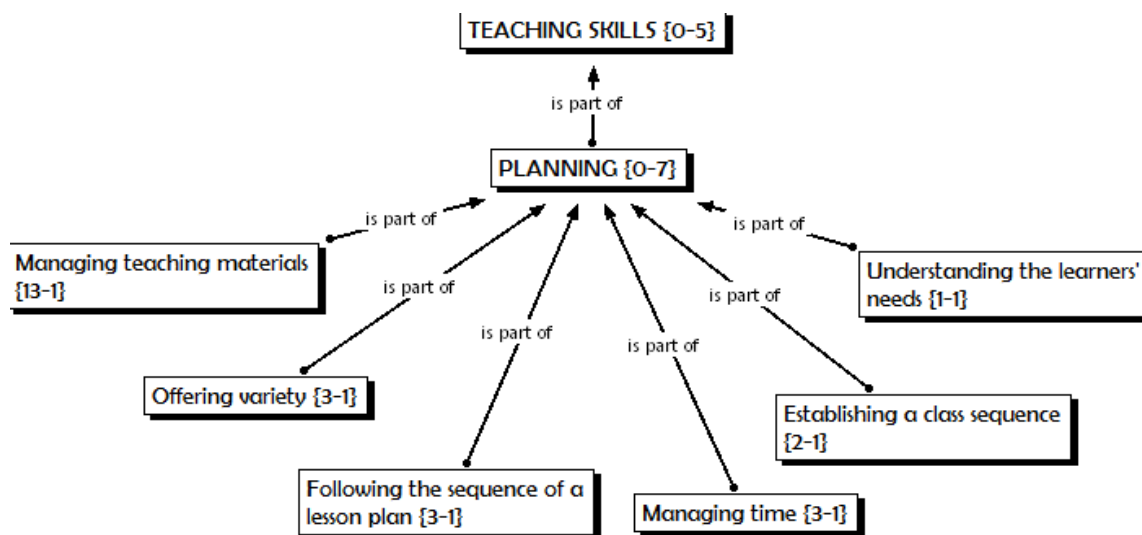 TEACHING SKILLS {0-5}
is part of
PLANNING {0-7}
is part of
is part of
Managing teaching materials
{13-1}
Understanding the learners'
needs {1-1}
is part of
is part of
is part of
is part of
Offering variety {3-1}
Establishing a class sequence
{2-1}
Following the sequence of a
lesson plan {3-1}
Managing time {3-1}